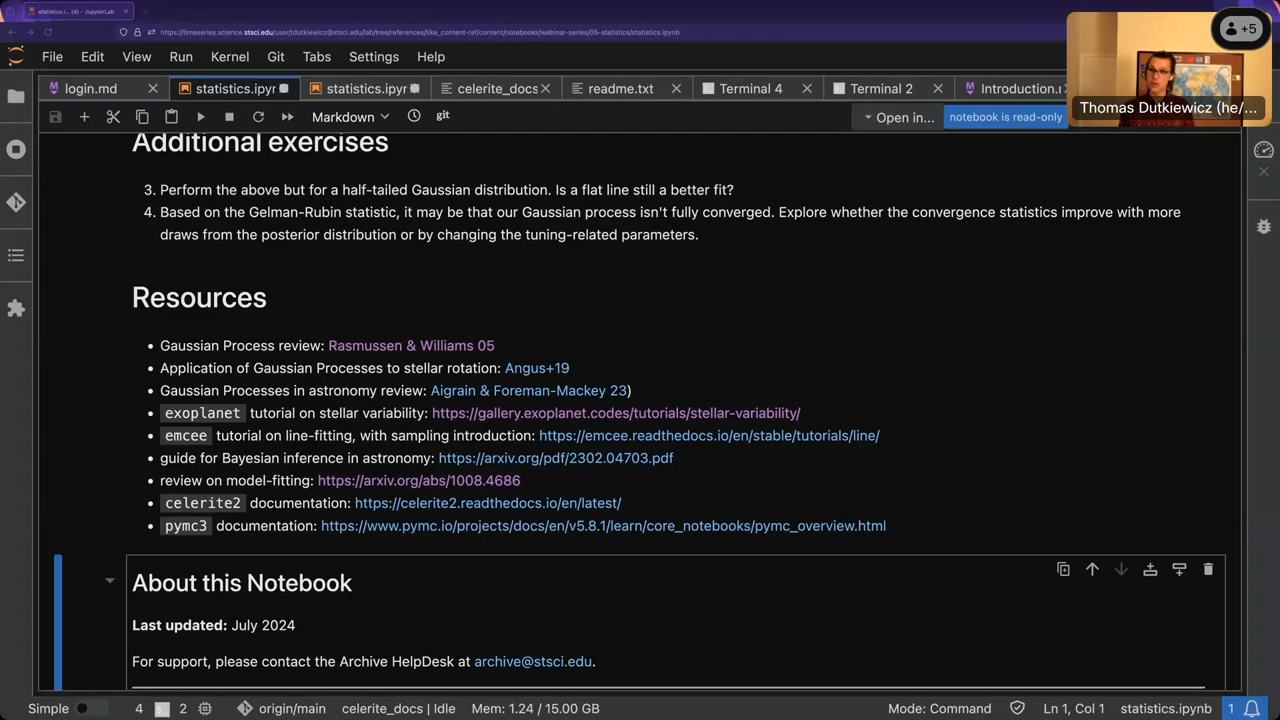 statistics.i… (4) - JupyterLab
https://timeseries.science.stsci.edu/user/tdutkiewicz@stsci.edu/lab/tree/references/tike_content-ref/content/notebooks/webinar-series/05-statistics/statistics.ipynb
+5
Thomas Dutkiewicz (he/...
File Edit View Run Kernel Git Tabs Settings Help
login.md statistics.ipyr statistics.ipyr celerite_docs readme.txt Terminal 4 Terminal 2 Introduction.r
Markdown git Open in... notebook is read-only
Additional exercises
3. Perform the above but for a half-tailed Gaussian distribution. Is a flat line still a better fit?
4. Based on the Gelman-Rubin statistic, it may be that our Gaussian process isn't fully converged. Explore whether the convergence statistics improve with more
draws from the posterior distribution or by changing the tuning-related parameters.
Resources
• Gaussian Process review: Rasmussen & Williams 05
• Application of Gaussian Processes to stellar rotation: Angus+19
• Gaussian Processes in astronomy review: Aigrain & Foreman-Mackey 23)
• exoplanet tutorial on stellar variability: https://gallery.exoplanet.codes/tutorials/stellar-variability/
• emcee tutorial on line-fitting, with sampling introduction: https://emcee.readthedocs.io/en/stable/tutorials/line/
• guide for Bayesian inference in astronomy: https://arxiv.org/pdf/2302.04703.pdf
• review on model-fitting: https://arxiv.org/abs/1008.4686
• celerite2 documentation: https://celerite2.readthedocs.io/en/latest/
• pymc3 documentation: https://www.pymc.io/projects/docs/en/v5.8.1/learn/core_notebooks/pymc_overview.html
About this Notebook
Last updated: July 2024
For support, please contact the Archive HelpDesk at archive@stsci.edu.
Simple 4 2 origin/main celerite_docs | Idle Mem: 1.24 / 15.00 GB Mode: Command Ln 1, Col 1 statistics.ipynb 1